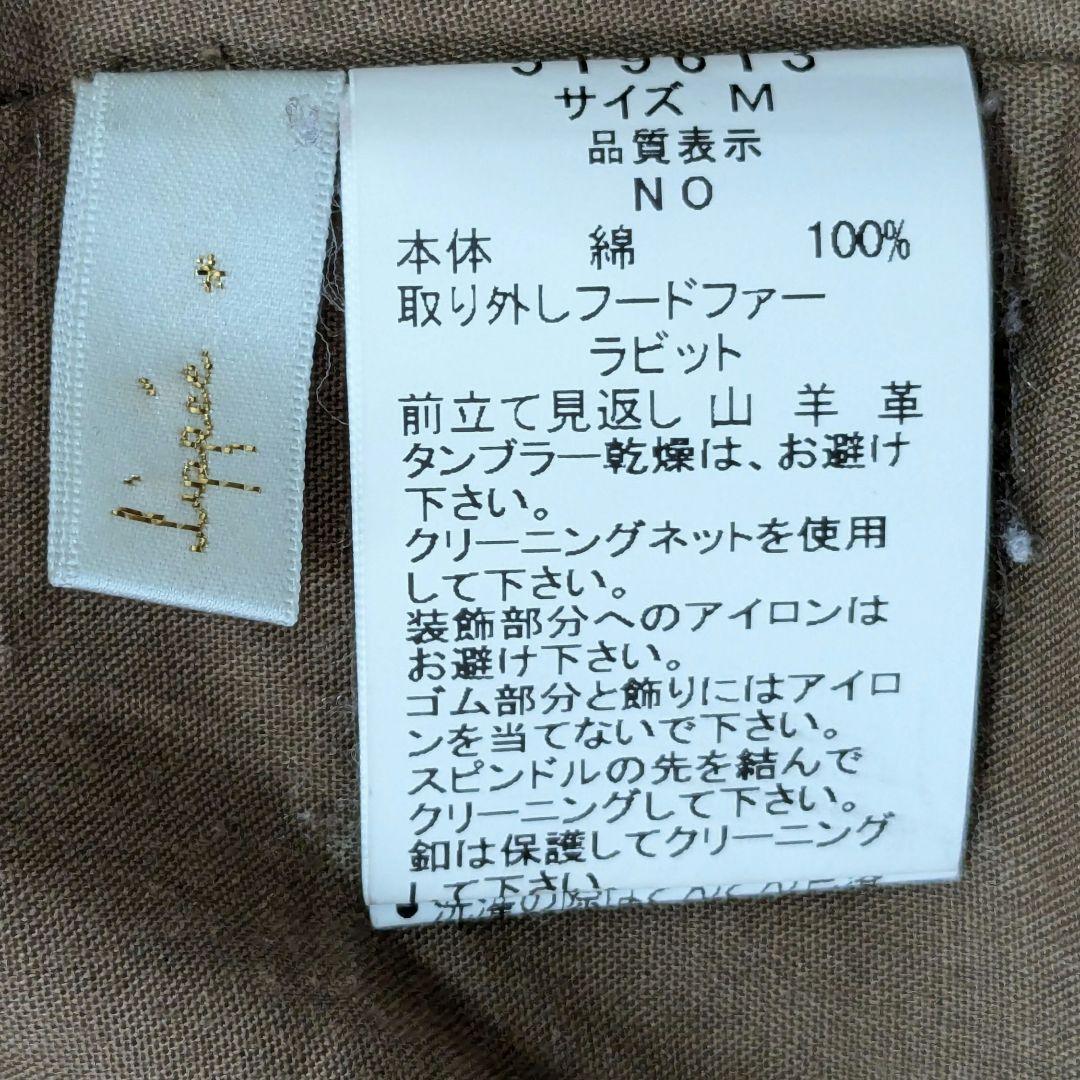 サイズ M
品質表示
NO
本体 綿 100%
取り外しフードファー
ラビット
前立て見返し 山 羊 革
タンブラー乾燥は、お避け
下さい。
クリーニングネットを使用
して下さい。
装飾部分へのアイロンは
お避け下さい。
ゴム部分と飾りにはアイロ
ンを当てないで下さい。
スピンドルの先を結んで
クリーニングして下さい。
釦は保護してクリーニング
して下さい